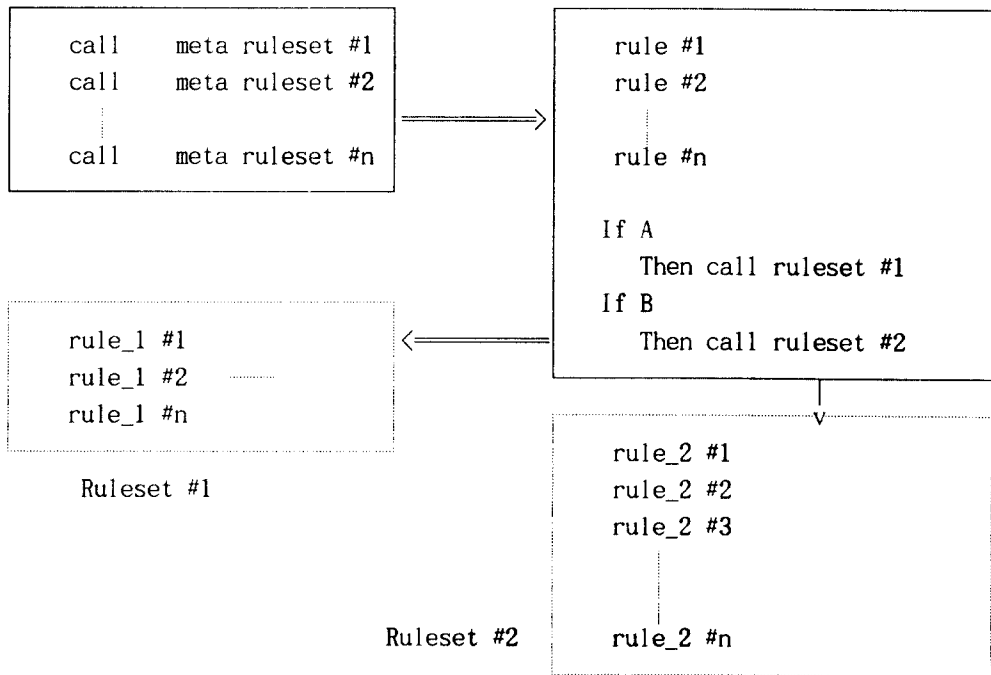 call meta ruleset #1
call meta ruleset #2
call meta ruleset #n
rule #1
rule #2
rule #n
If A
Then call ruleset #1
If B
Then call ruleset #2
rule_1 #1
rule_1 #2
rule_1 #n
Ruleset #1
rule_2 #1
rule_2 #2
rule_2 #3
rule_2 #n
Ruleset #2